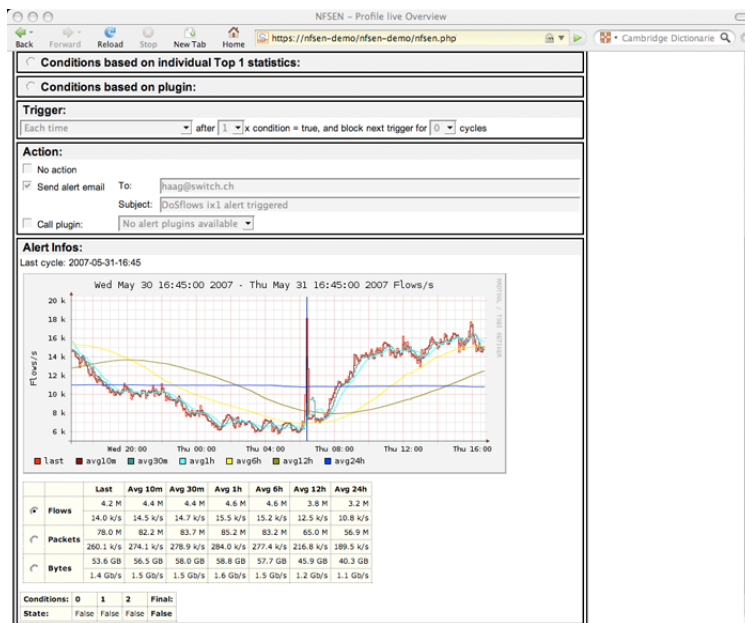 NFSEN – Profile live Overview
Back Forward Reload Stop New Tab Home https://nfsen-demo/nfsen-demo/nfsen.php Cambridge Dictionarie
Conditions based on individual Top 1 statistics:
Conditions based on plugin:
Trigger:
Each time after 1 x condition = true, and block next trigger for 0 cycles
Action:
No action
Send alert email To: haag@switch.ch
Subject: DoSflows ix1 alert triggered
Call plugin: No alert plugins available
Alert Infos:
Last cycle: 2007-05-31-16:45
Wed May 30 16:45:00 2007 - Thu May 31 16:45:00 2007 Flows/s
20 k
18 k
16 k
14 k
12 k
10 k
8 k
6 k
Flows/s
RRDTOOL / TOBI OETIKER
Wed 20:00 Thu 00:00 Thu 04:00 Thu 08:00 Thu 12:00 Thu 16:00
last avg10m avg30m avg1h avg6h avg12h avg24h
Last Avg 10m Avg 30m Avg 1h Avg 6h Avg 12h Avg 24h
Flows 4.2 M 4.4 M 4.4 M 4.6 M 4.6 M 3.8 M 3.2 M
14.0 k/s 14.5 k/s 14.7 k/s 15.5 k/s 15.2 k/s 12.5 k/s 10.8 k/s
Packets 78.0 M 82.2 M 83.7 M 85.2 M 83.2 M 65.0 M 56.9 M
260.1 k/s 274.1 k/s 278.9 k/s 284.0 k/s 277.4 k/s 216.8 k/s 189.5 k/s
Bytes 53.6 GB 56.5 GB 58.0 GB 58.8 GB 57.7 GB 45.9 GB 40.3 GB
1.4 Gb/s 1.5 Gb/s 1.5 Gb/s 1.6 Gb/s 1.5 Gb/s 1.2 Gb/s 1.1 Gb/s
Conditions: 0 1 2 Final:
State: False False False False